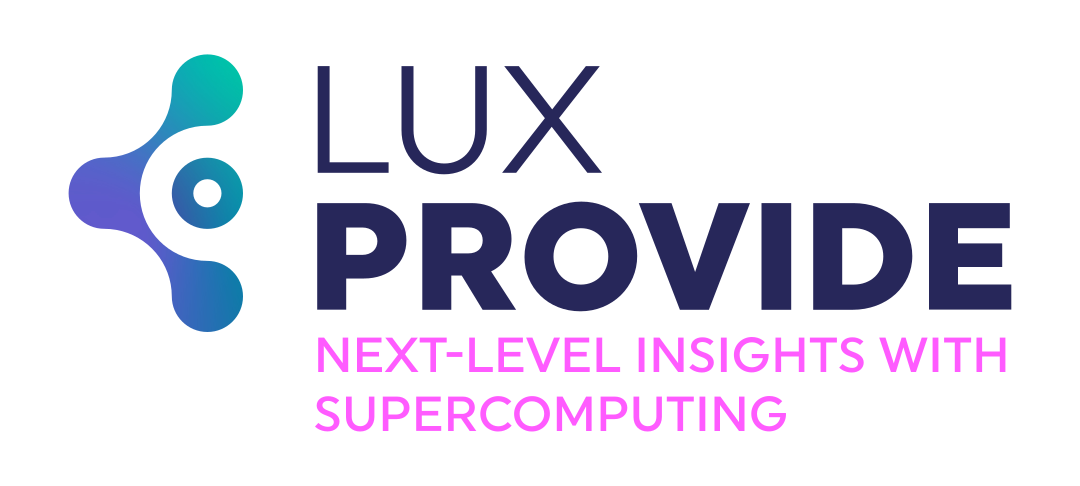 LUX
PROVIDE
NEXT-LEVEL INSIGHTS WITH
SUPERCOMPUTING